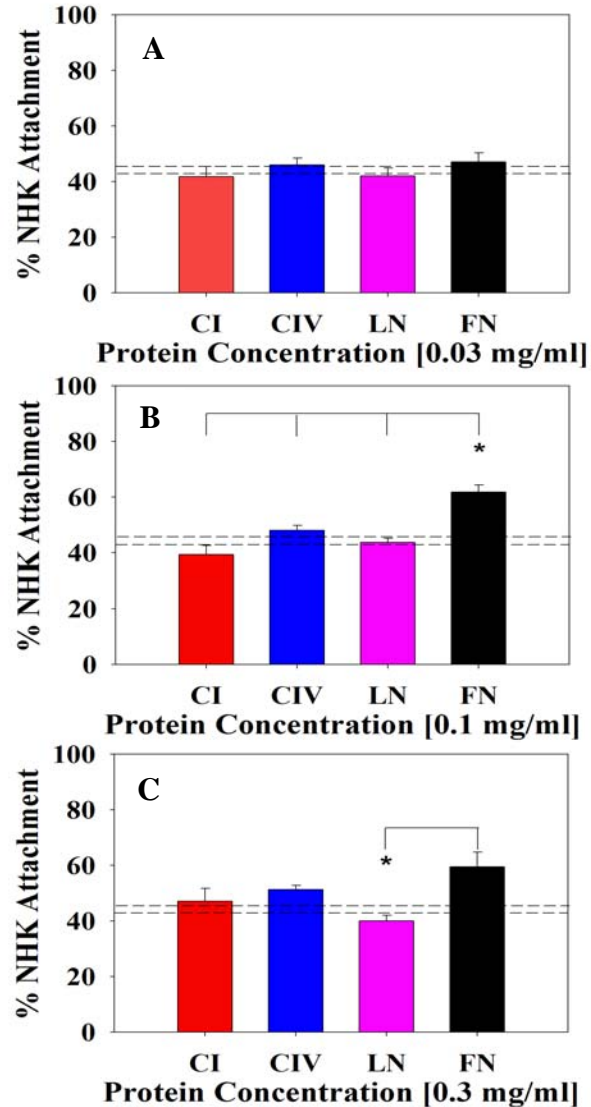 100
A
80
60
40
20
0
% NHK Attachment
CI CIV LN FN
Protein Concentration [0.03 mg/ml]
100
B
80
*
60
40
20
0
% NHK Attachment
CI CIV LN FN
Protein Concentration [0.1 mg/ml]
100
C
80
60
*
40
20
0
% NHK Attachment
CI CIV LN FN
Protein Concentration [0.3 mg/ml]